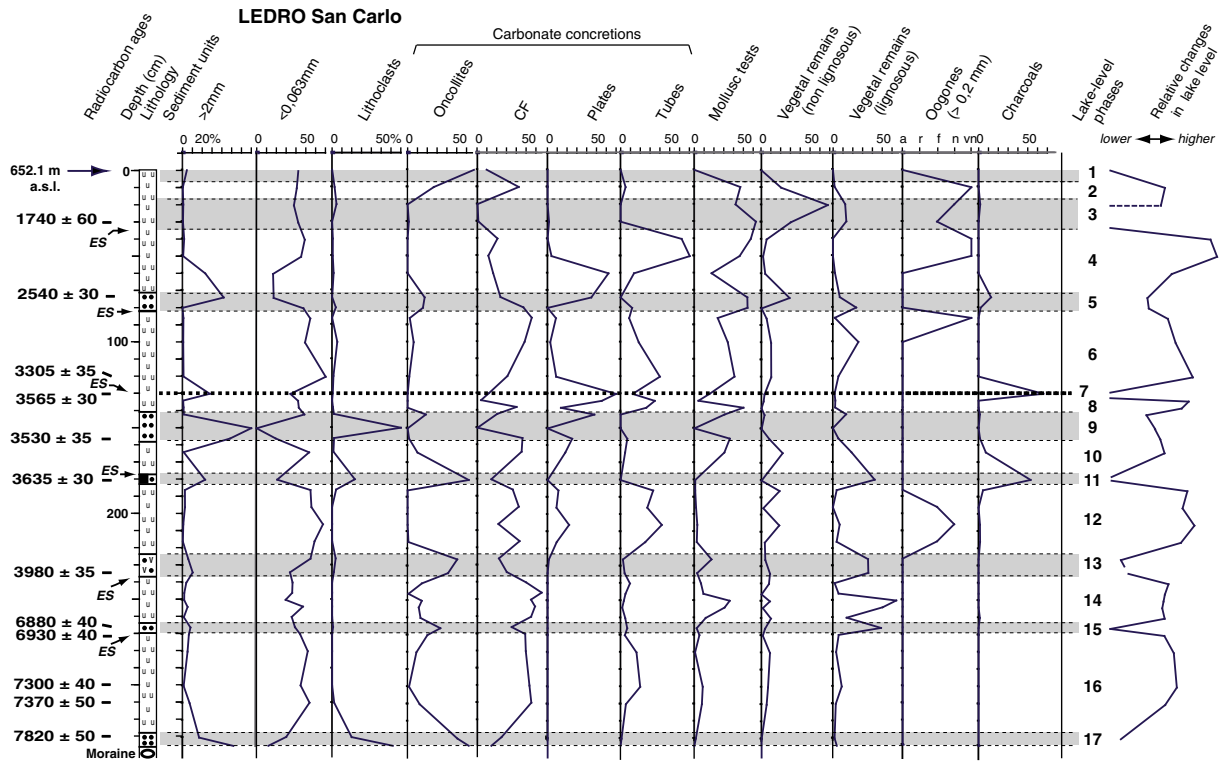 LEDRO San Carlo
Carbonate concretions
Radiocarbon ages
Depth (cm)
Lithology
Sediment units
>2mm
<0,063mm
Lithoclasts
Oncolites
CF
Plates
Tubes
Mollusc tests
Vegetal remains
(non lignosous)
Vegetal remains
(lignosous)
Oogones
(> 0,2 mm)
Charcoals
Lake-level
phases
Relative changes
in lake level
0 20% 0 50 0 50% 0 50 0 50 0 50 0 50 0 50 0 50 0 50 a r f n vn 0 50
lower higher
652.1 m
a.s.l.
0
1
2
1740 ± 60
3
ES
4
2540 ± 30
5
ES
100
6
3305 ± 35
ES
7
3565 ± 30
8
9
3530 ± 35
10
ES
3635 ± 30
11
200
12
13
3980 ± 35
ES
14
6880 ± 40
15
6930 ± 40
ES
7300 ± 40
16
7370 ± 50
7820 ± 50
17
Moraine